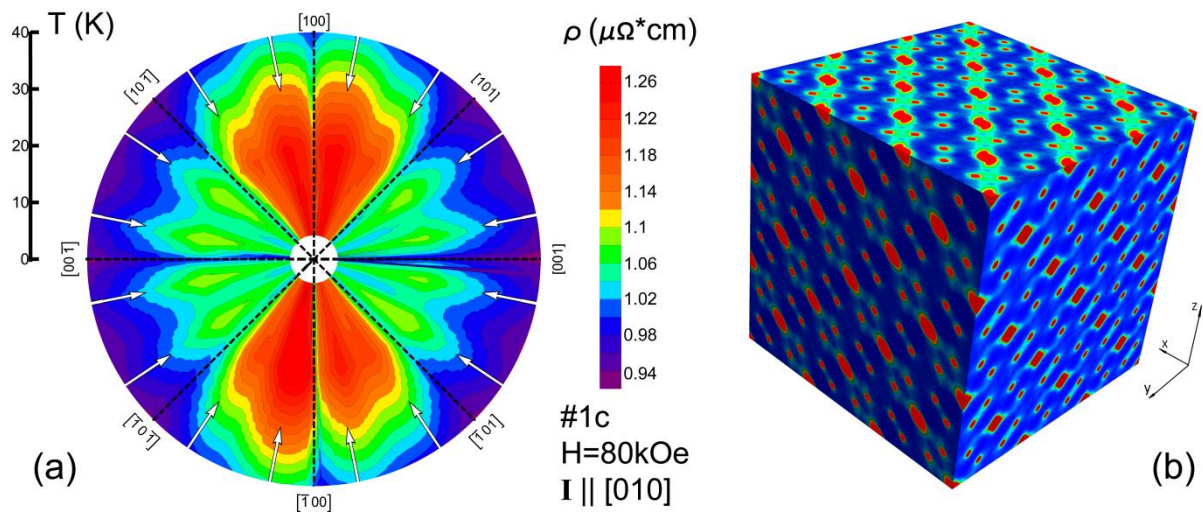 T (K)
40
30
20
10
0
[100]
[101̄]
[101]
[001̄]
[001]
[1̄01̄]
[1̄01]
[1̄00]
(a)
ρ (μΩ*cm)
1.26
1.22
1.18
1.14
1.1
1.06
1.02
0.98
0.94
#1c
H=80kOe
I || [010]
z
x
y
(b)